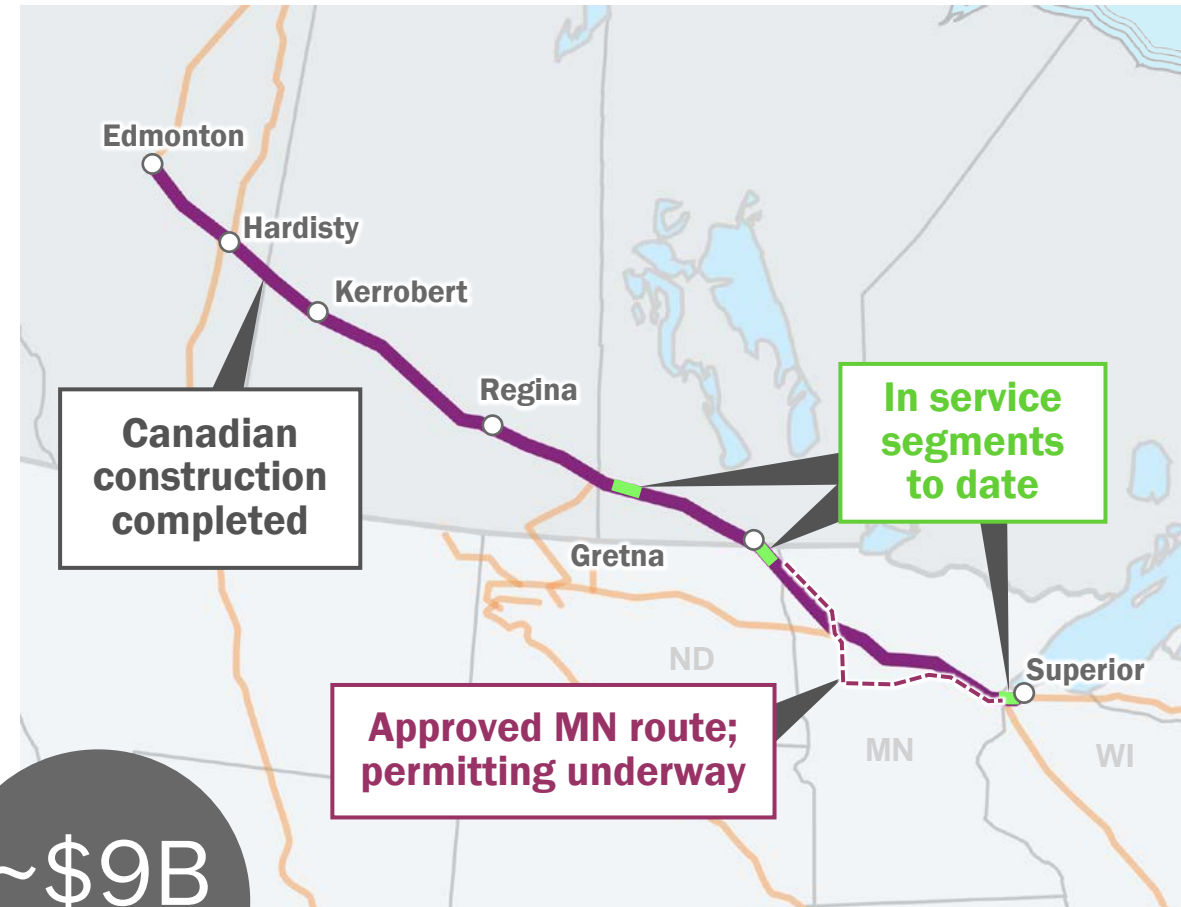 Edmonton
Hardisty
Kerrobert
Regina
Canadian
construction
completed
In service
segments
to date
Gretna
ND
Superior
Approved MN route;
permitting underway
MN
WI
~$9B